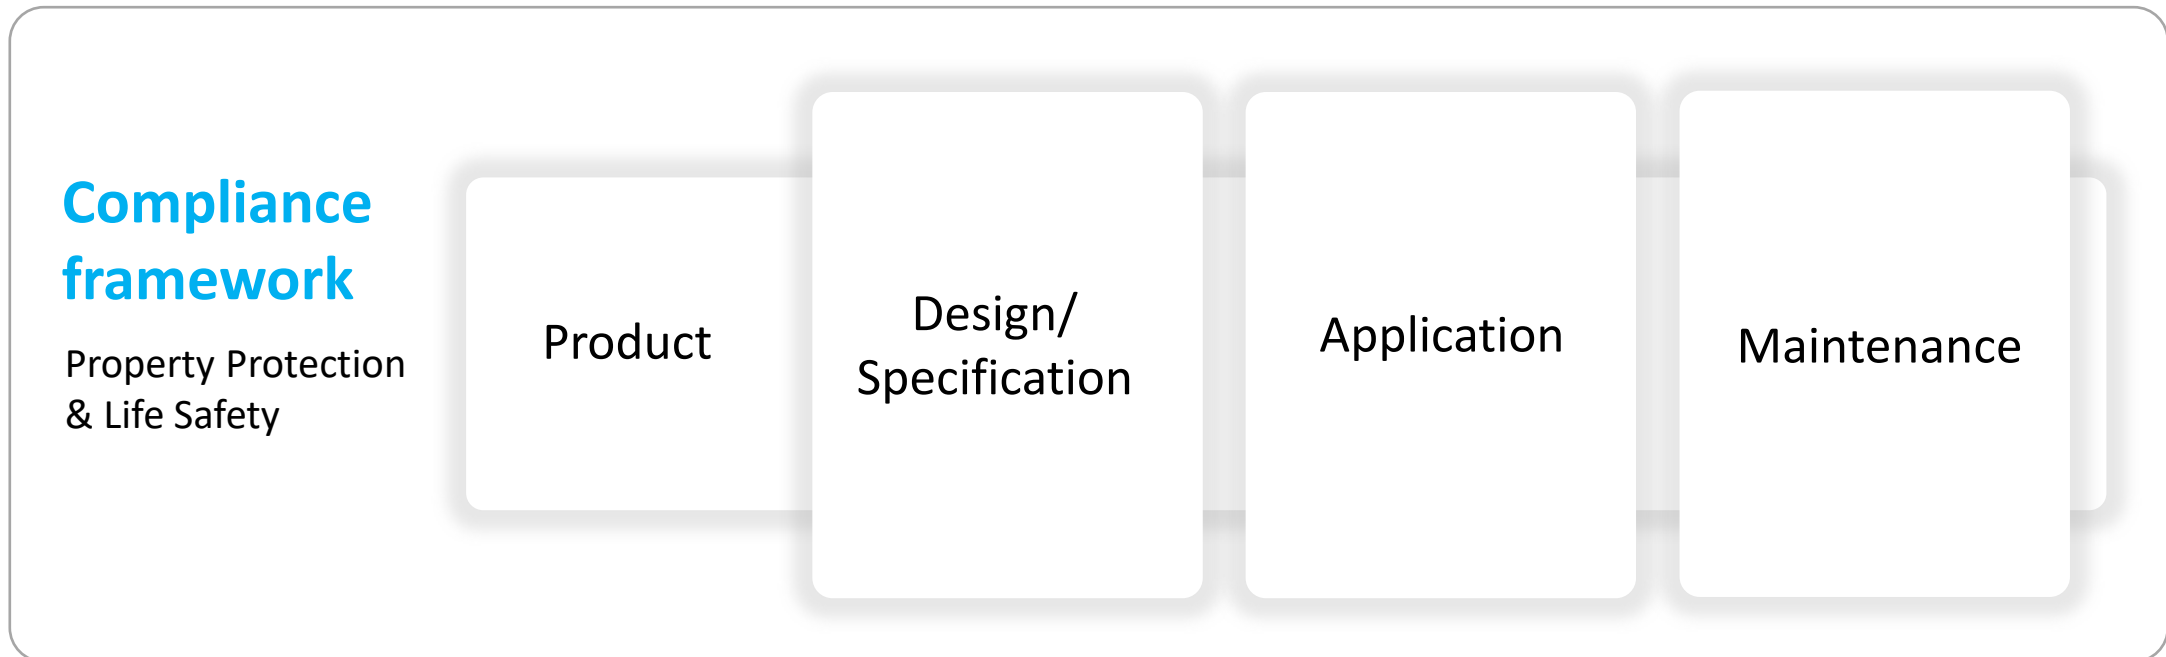 Compliance
framework
Property Protection
& Life Safety
Product
Design/
Specification
Application
Maintenance